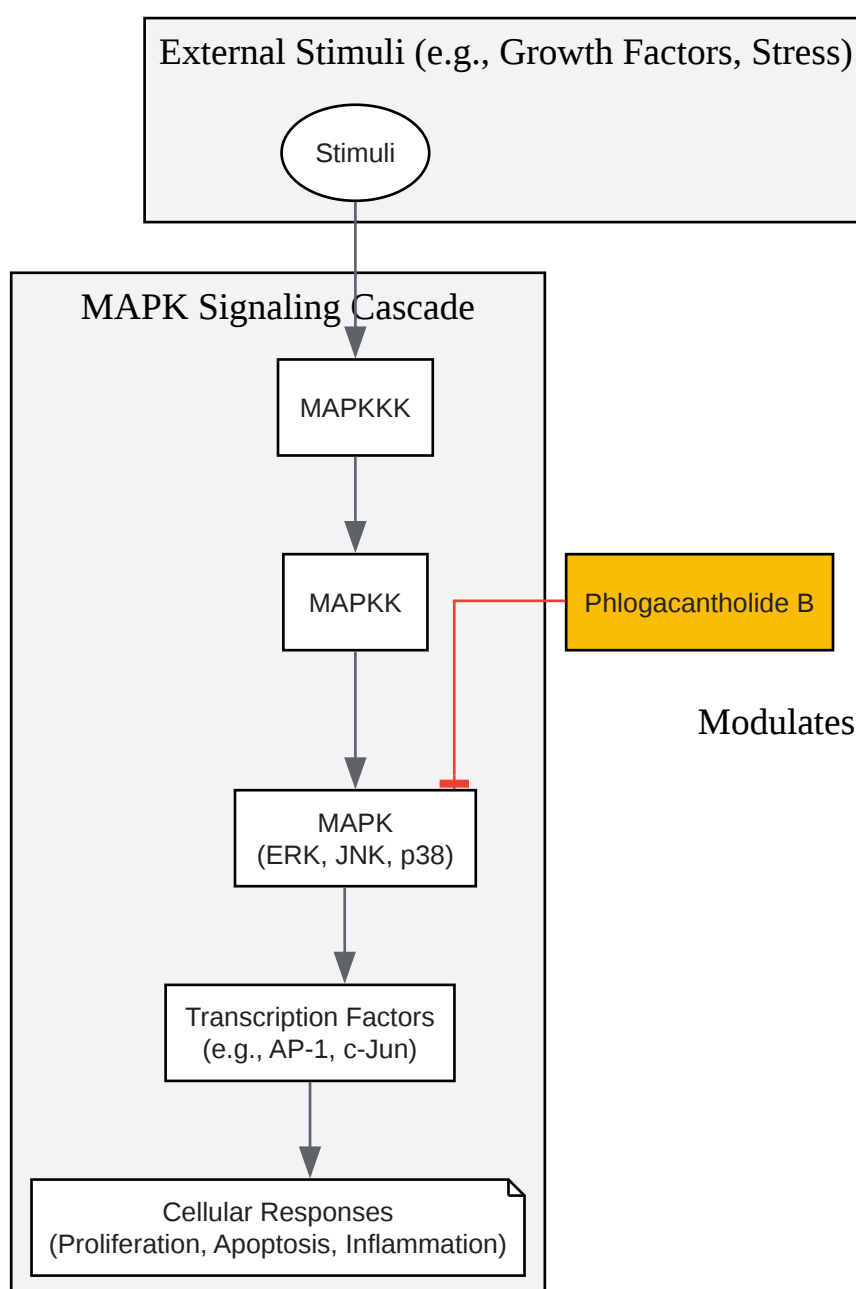 External Stimuli (e.g., Growth Factors, Stress)
Stimuli
MAPK Signaling Cascade
MAPKKK
MAPKK
Phlogacantholide B
Modulates
MAPK
(ERK, JNK, p38)
Transcription Factors
(e.g., AP-1, c-Jun)
Cellular Responses
(Proliferation, Apoptosis, Inflammation)